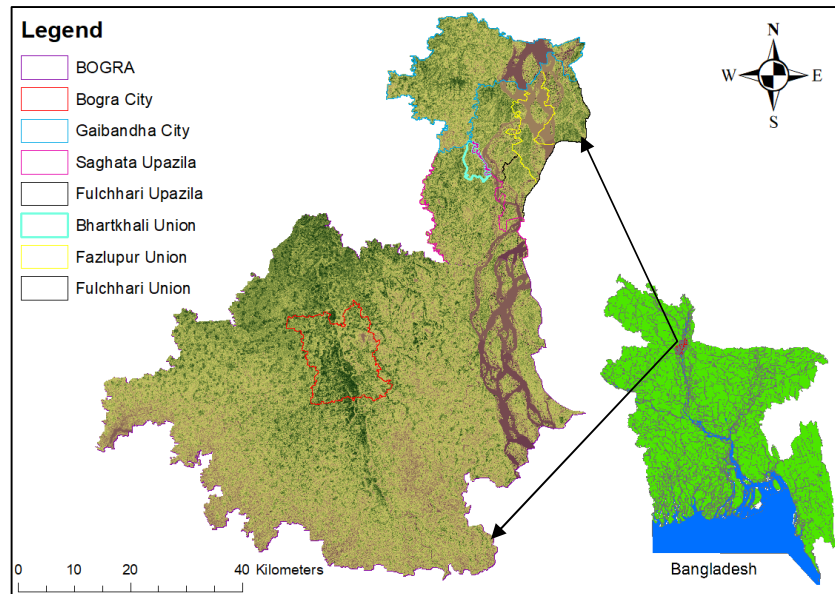 Legend
BOGRA
Bogra City
Gaibandha City
Saghata Upazila
Fulchhari Upazila
Bhartkhali Union
Fazlupur Union
Fulchhari Union
N
W E
S
0 10 20 40 Kilometers
Bangladesh